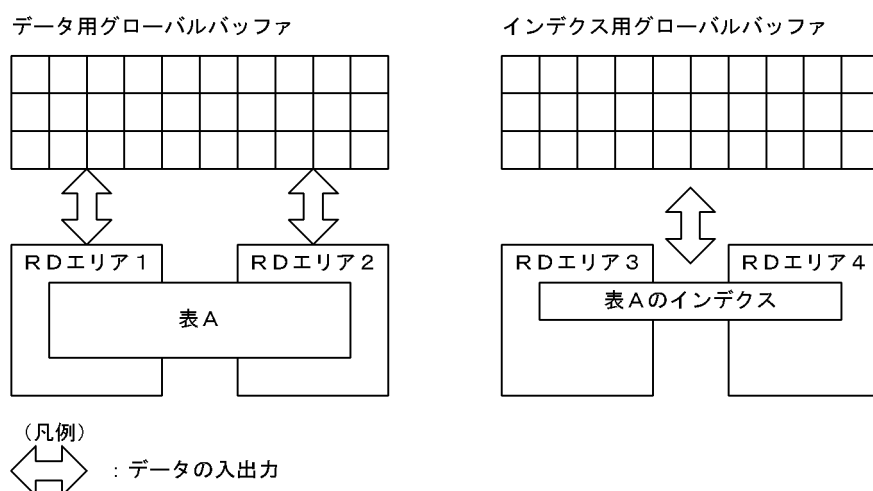 データ用グローバルバッファ
インデクス用グローバルバッファ
RDエリア1
RDエリア2
表A
RDエリア3
RDエリア4
表Aのインデクス
(凡例)
:データの入出力